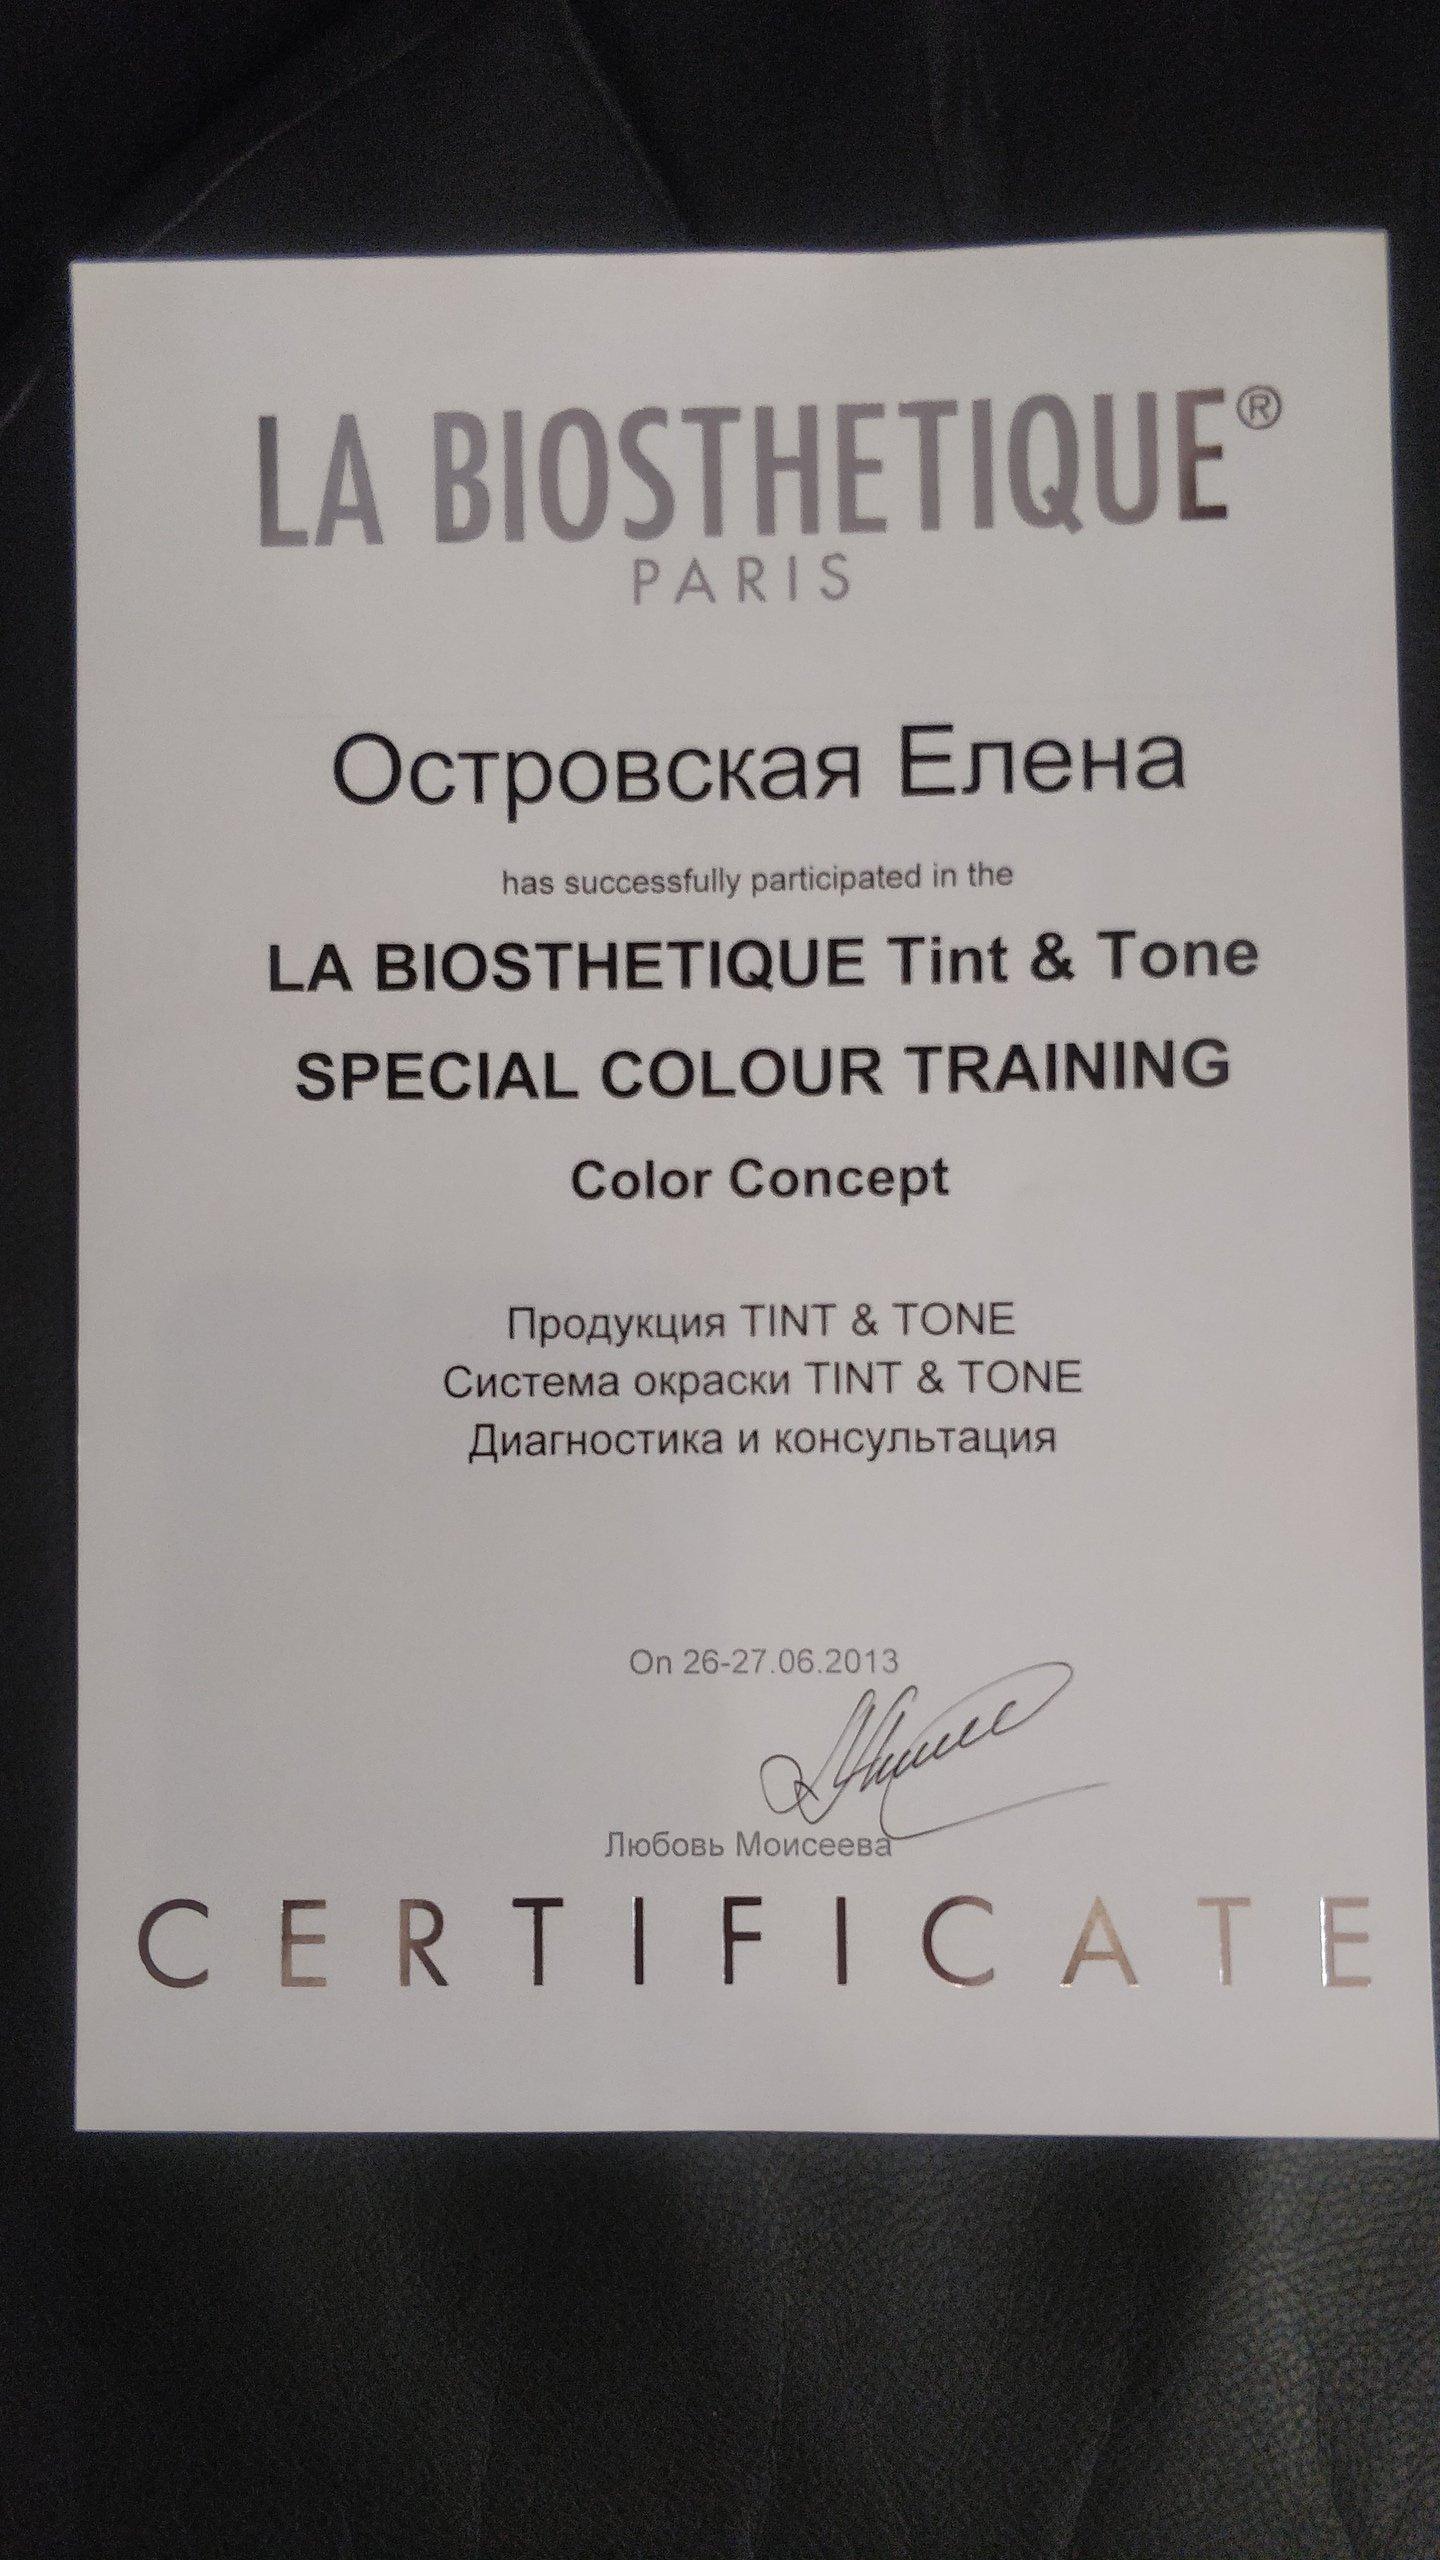 LA BIOSTHETIQUE®
PARIS
Островская Елена
has successfully participated in the
LA BIOSTHETIQUE Tint & Tone
SPECIAL COLOUR TRAINING
Color Concept
Продукция TINT & TONE
Система окраски TINT & TONE
Диагностика и консультация
On 26-27.06.2013
Любовь Моисеева
CERTIFICATE